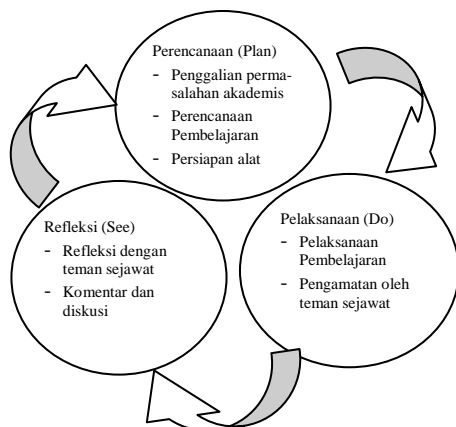 Perencanaan (Plan)
- Penggalian perma-
salahan akademis
- Perencanaan
Pembelajaran
- Persiapan alat
Pelaksanaan (Do)
- Pelaksanaan
Pembelajaran
- Pengamatan oleh
teman sejawat
Refleksi (See)
- Refleksi dengan
teman sejawat
- Komentar dan
diskusi